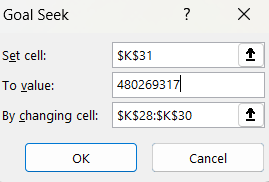 Goal Seek ? ×
Set cell: $K$31
To value: 480269317
By changing cell: $K$28:$K$30
OK Cancel